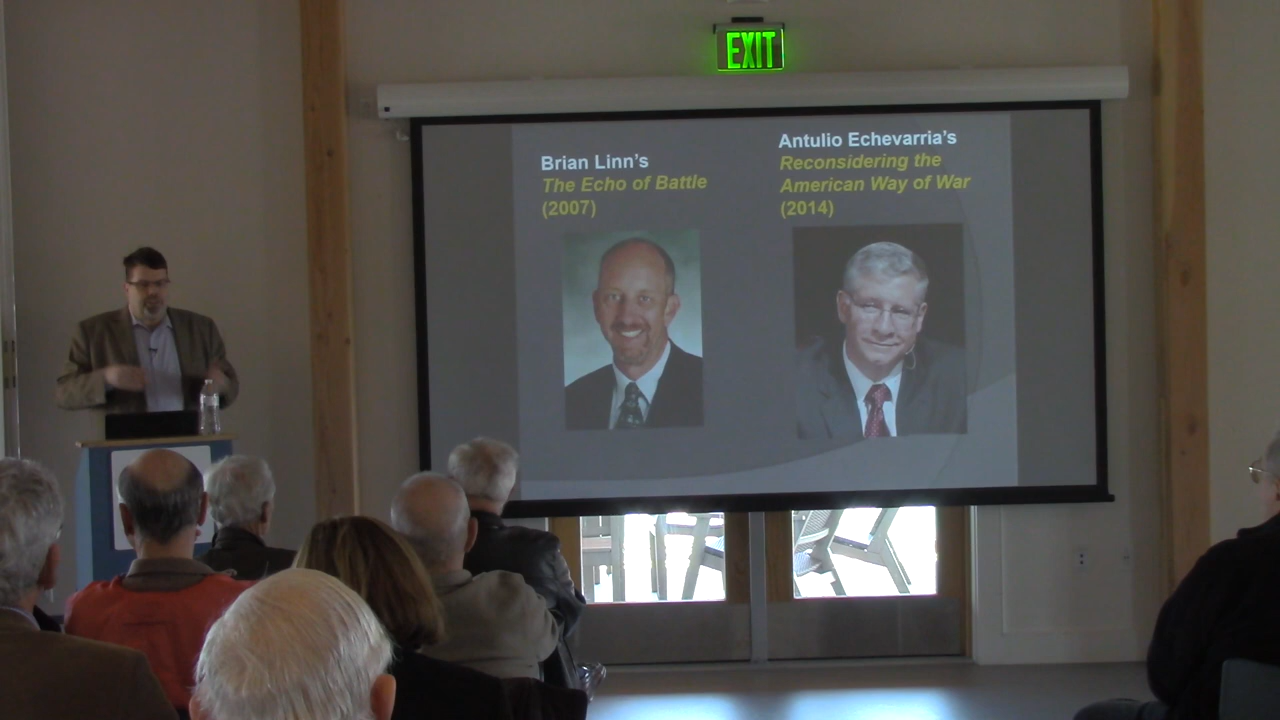 EXIT
Brian Linn's
The Echo of Battle
(2007)
Antulio Echevarria's
Reconsidering the
American Way of War
(2014)